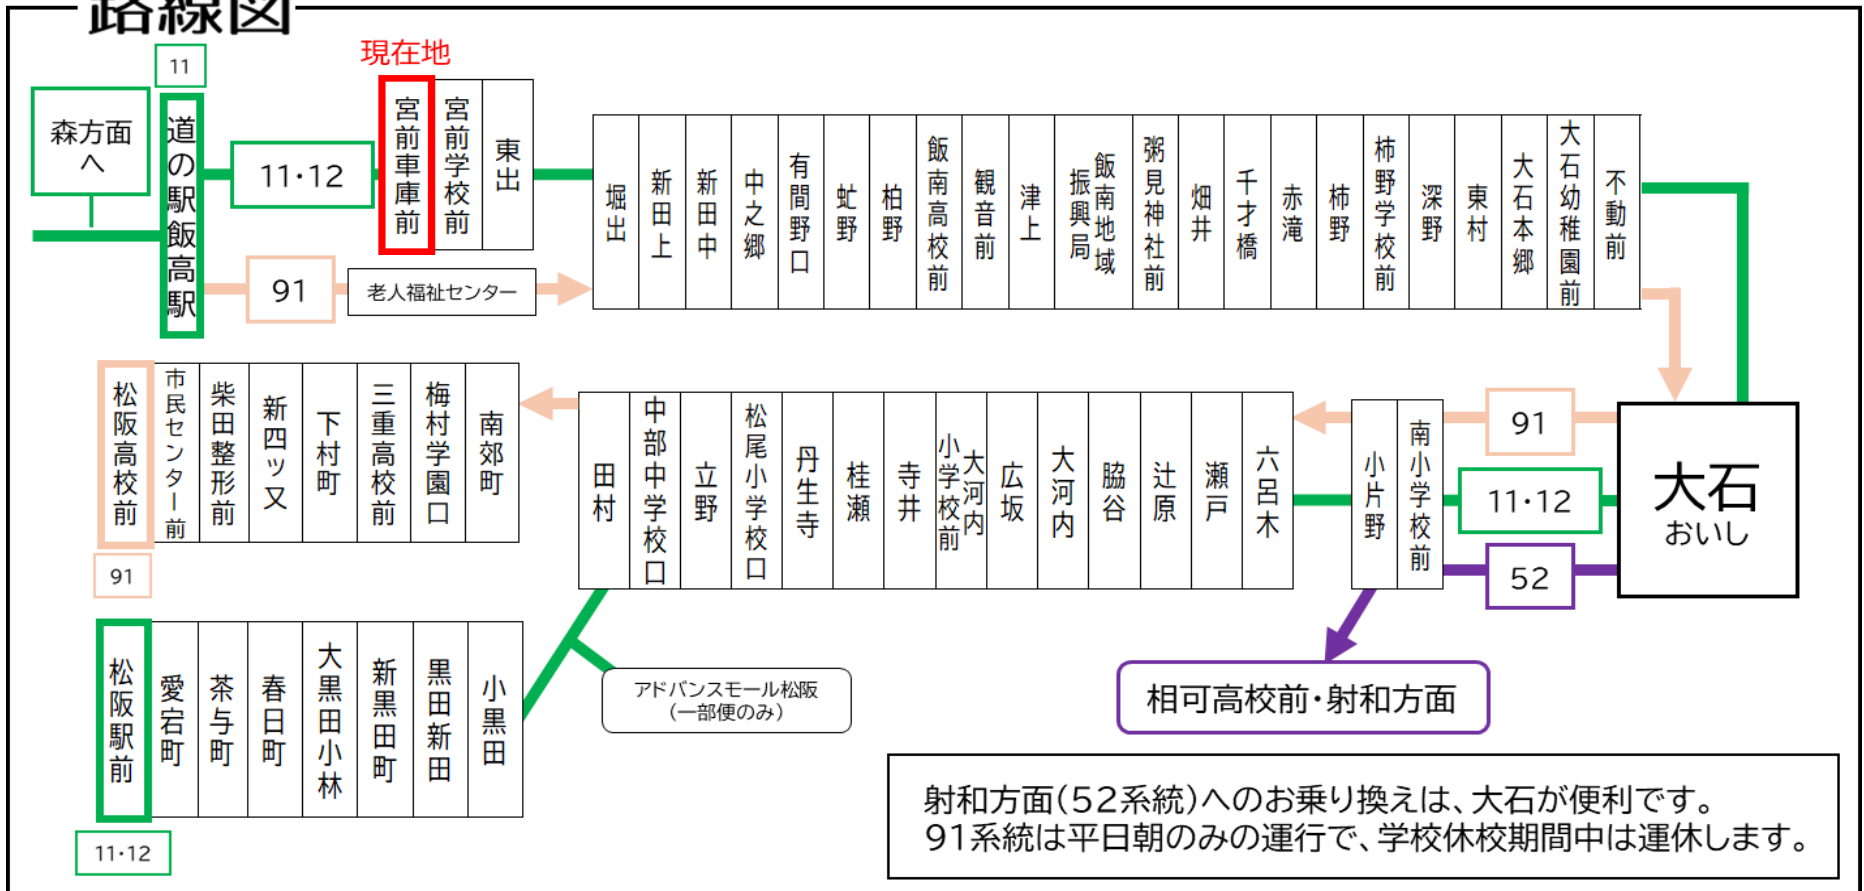 路線図
現在地
11
森方面
へ
道の駅飯高駅
11・12
宮前車庫前
宮前学校前
東出
91
老人福祉センター
堀出
新田上
新田中
中之郷
有間野口
虻野
柏野
飯南高校前
観音前
津上
飯南地域
振興局
粥見神社前
畑井
千才橋
赤滝
柿野
柿野学校前
深野
東村
大石本郷
大石幼稚園前
不動前
大石
おいし
91
11・12
52
南小学校前
小片野
六呂木
瀬戸
辻原
脇谷
大河内
広坂
大河内
小学校前
寺井
桂瀬
丹生寺
松尾小学校口
立野
中部中学校口
田村
南郊町
梅村学園口
三重高校前
下村町
新四ッ又
柴田整形前
市民センター前
松阪高校前
91
小黒田
黒田新田
新黒田町
大黒田小林
春日町
茶与町
愛宕町
松阪駅前
11・12
アドバンスモール松阪
(一部便のみ)
相可高校前・射和方面
射和方面(52系統)へのお乗り換えは、大石が便利です。
91系統は平日朝のみの運行で、学校休校期間中は運休します。